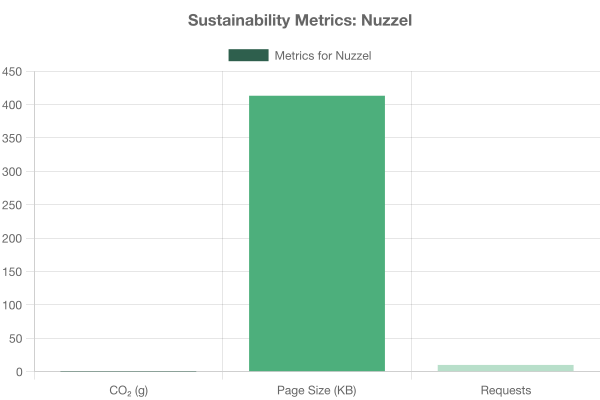 Sustainability Metrics: Nuzzel
Metrics for Nuzzel
450
400
350
300
250
200
150
100
50
0
CO₂ (g)
Page Size (KB)
Requests